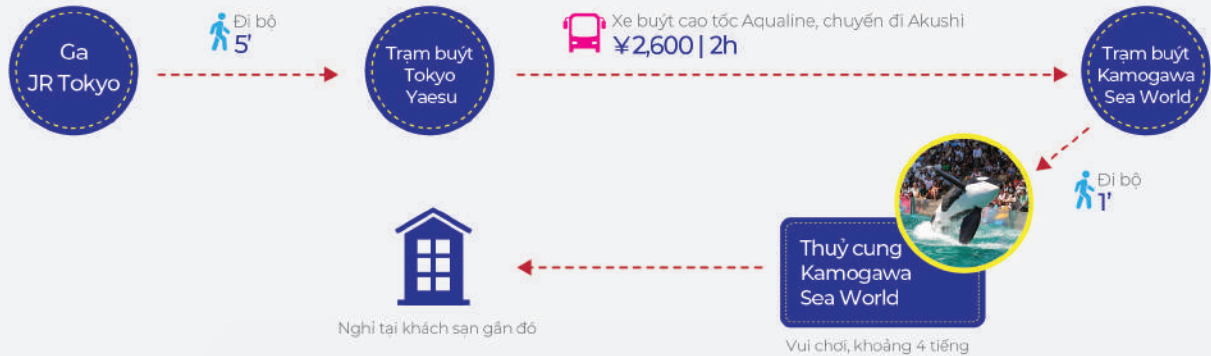 Ga
JR Tokyo
Đi bộ
5'
Trạm buýt
Tokyo
Yaesu
Xe buýt cao tốc Aqualine, chuyến đi Akushi
¥2,600 | 2h
Trạm buýt
Kamogawa
Sea World
Đi bộ
1'
Thuỷ cung
Kamogawa
Sea World
Vui chơi, khoảng 4 tiếng
Nghỉ tại khách sạn gần đó